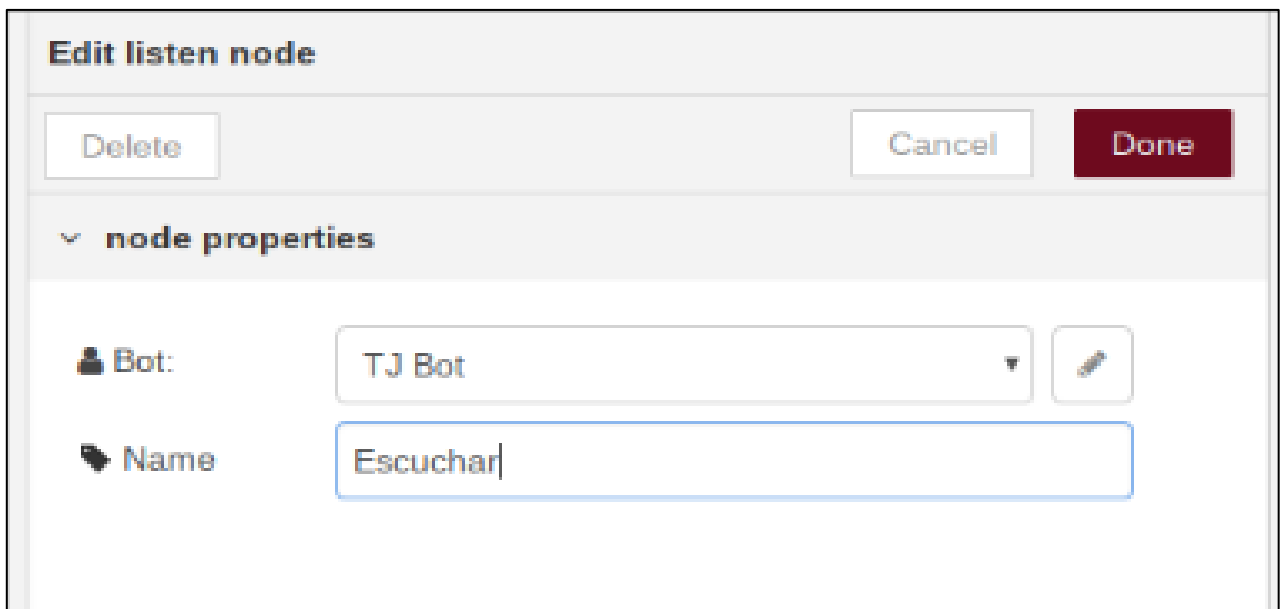 Edit listen node
Delete Cancel Done
node properties
Bot: TJ Bot
Name Escuchar